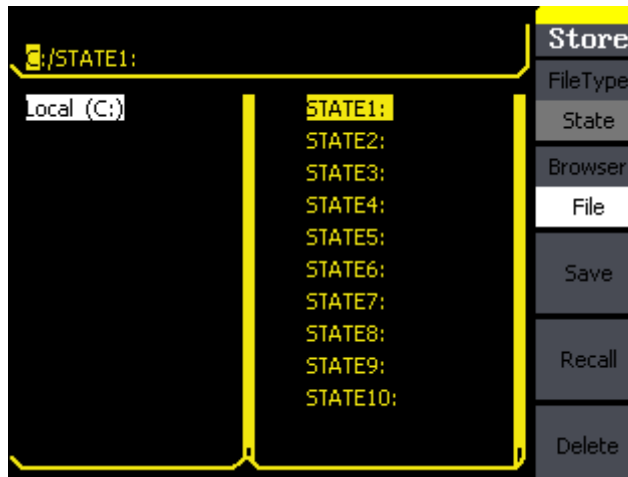 C:/STATE1:
Local (C:)
STATE1:
STATE2:
STATE3:
STATE4:
STATE5:
STATE6:
STATE7:
STATE8:
STATE9:
STATE10:
Store
FileType
State
Browser
File
Save
Recall
Delete